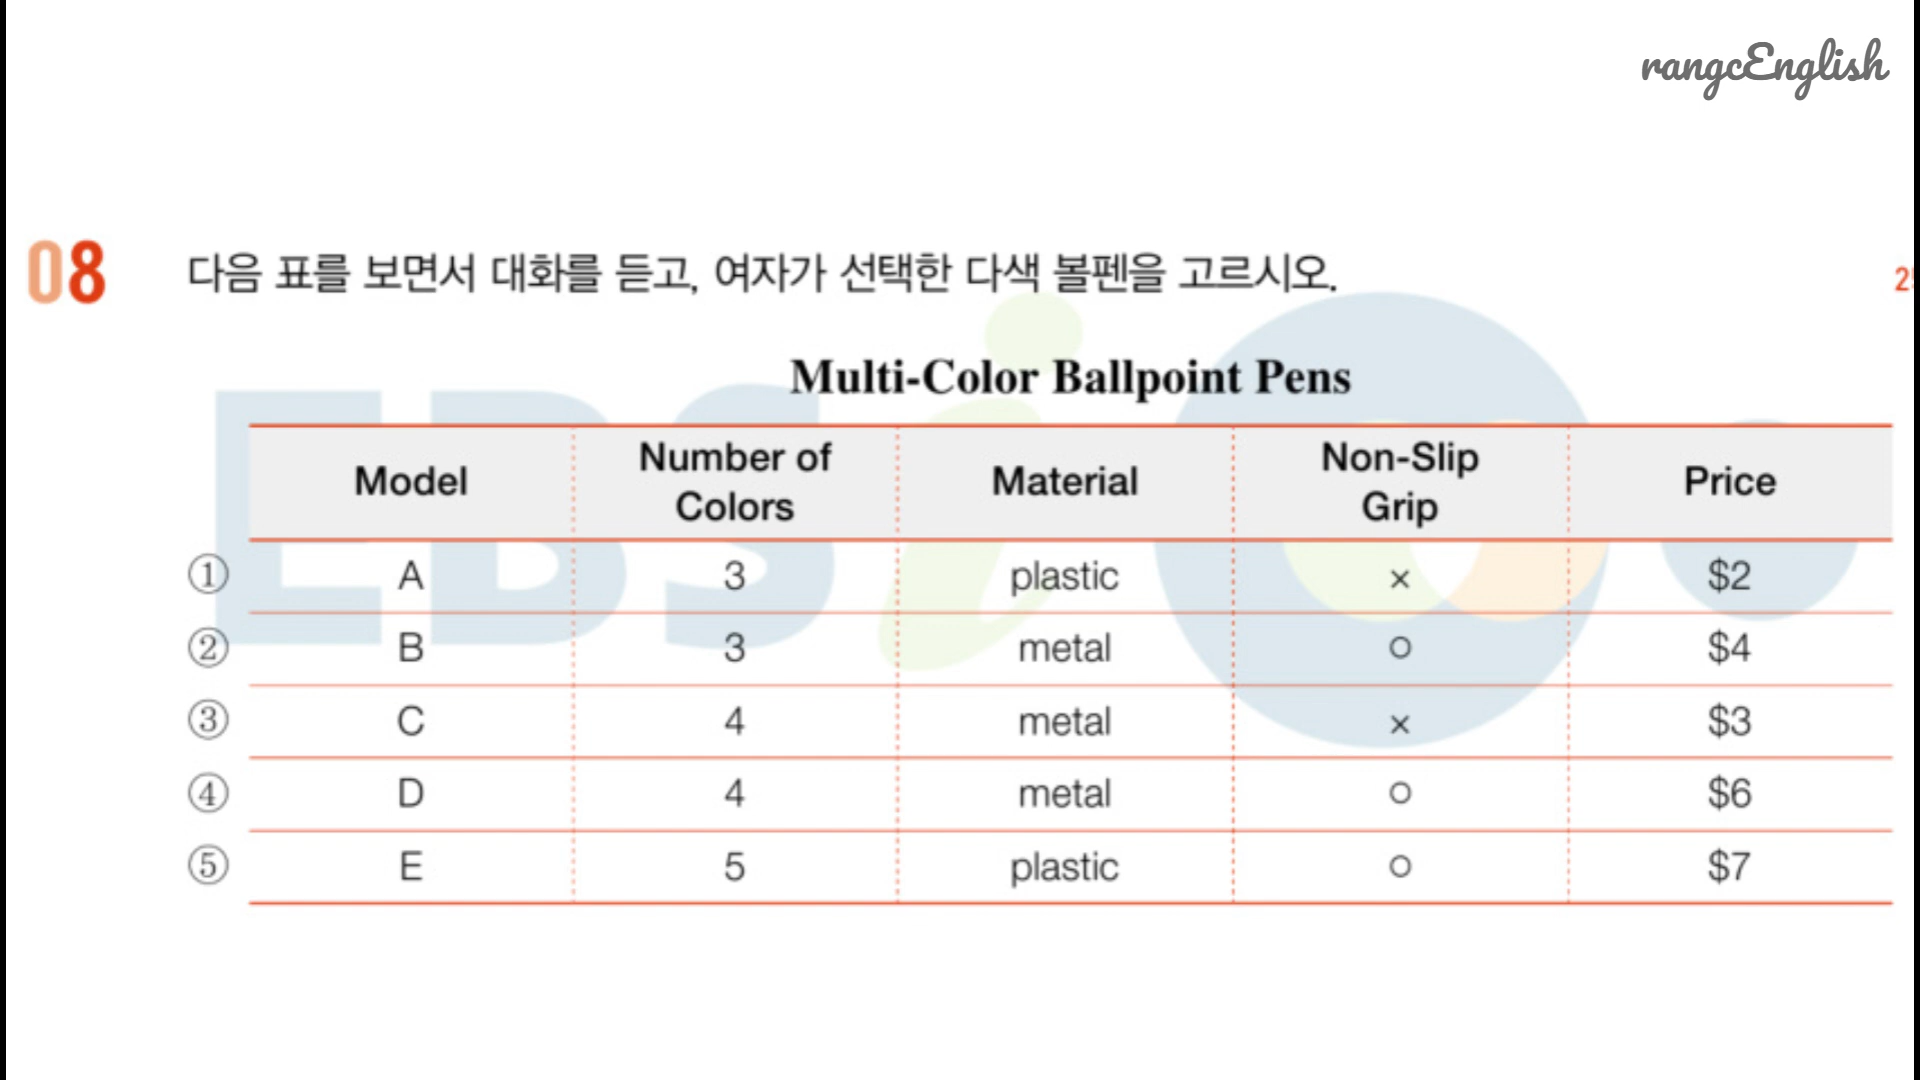 rangcEnglish
08 다음 표를 보면서 대화를 듣고, 여자가 선택한 다색 볼펜을 고르시오.
Multi-Color Ballpoint Pens
Model Number of Colors Material Non-Slip Grip Price
① A 3 plastic × $2
② B 3 metal ○ $4
③ C 4 metal × $3
④ D 4 metal ○ $6
⑤ E 5 plastic ○ $7
EBSi